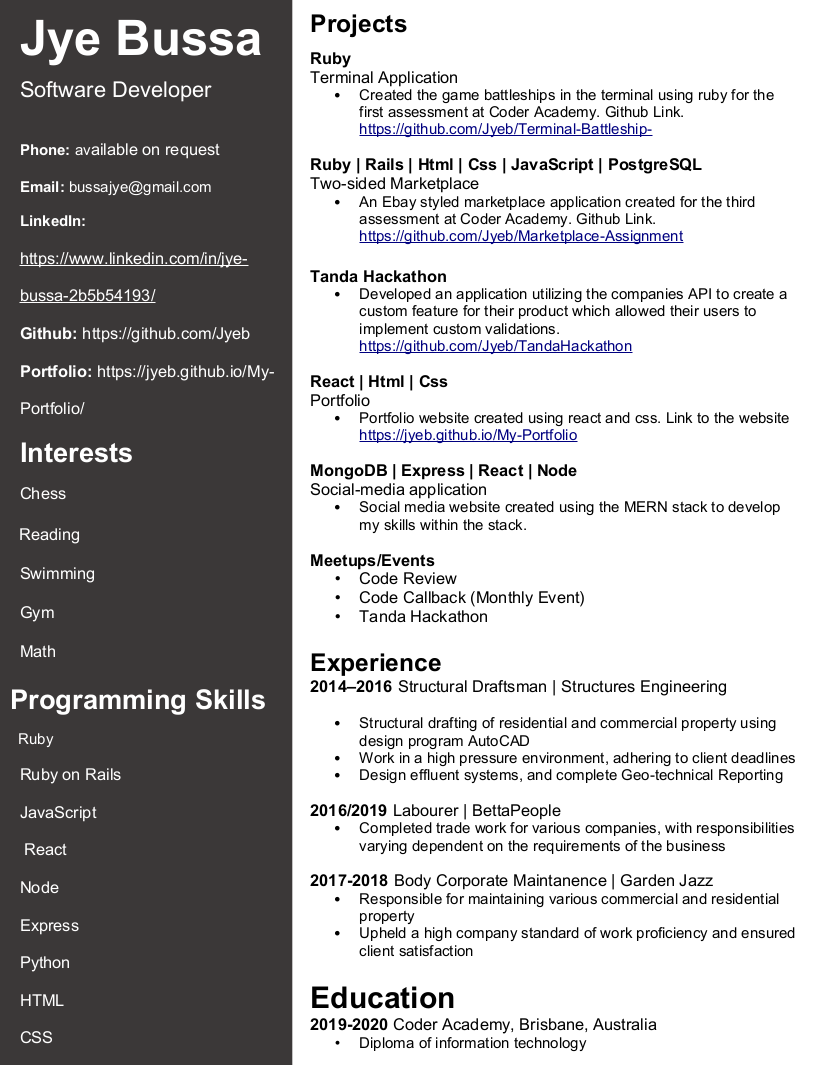 Jye Bussa
Software Developer
Phone: available on request
Email: bussajye@gmail.com
LinkedIn:
https://www.linkedin.com/in/jye-
bussa-2b5b54193/
Github: https://github.com/Jyeb
Portfolio: https://jyeb.github.io/My-
Portfolio/
Interests
Chess
Reading
Swimming
Gym
Math
Programming Skills
Ruby
Ruby on Rails
JavaScript
React
Node
Express
Python
HTML
CSS
Projects
Ruby
Terminal Application
• Created the game battleships in the terminal using ruby for the
first assessment at Coder Academy. Github Link.
https://github.com/Jyeb/Terminal-Battleship-
Ruby | Rails | Html | Css | JavaScript | PostgreSQL
Two-sided Marketplace
• An Ebay styled marketplace application created for the third
assessment at Coder Academy. Github Link.
https://github.com/Jyeb/Marketplace-Assignment
Tanda Hackathon
• Developed an application utilizing the companies API to create a
custom feature for their product which allowed their users to
implement custom validations.
https://github.com/Jyeb/TandaHackathon
React | Html | Css
Portfolio
• Portfolio website created using react and css. Link to the website
https://jyeb.github.io/My-Portfolio
MongoDB | Express | React | Node
Social-media application
• Social media website created using the MERN stack to develop
my skills within the stack.
Meetups/Events
• Code Review
• Code Callback (Monthly Event)
• Tanda Hackathon
Experience
2014–2016 Structural Draftsman | Structures Engineering
• Structural drafting of residential and commercial property using
design program AutoCAD
• Work in a high pressure environment, adhering to client deadlines
• Design effluent systems, and complete Geo-technical Reporting
2016/2019 Labourer | BettaPeople
• Completed trade work for various companies, with responsibilities
varying dependent on the requirements of the business
2017-2018 Body Corporate Maintanence | Garden Jazz
• Responsible for maintaining various commercial and residential
property
• Upheld a high company standard of work proficiency and ensured
client satisfaction
Education
2019-2020 Coder Academy, Brisbane, Australia
• Diploma of information technology